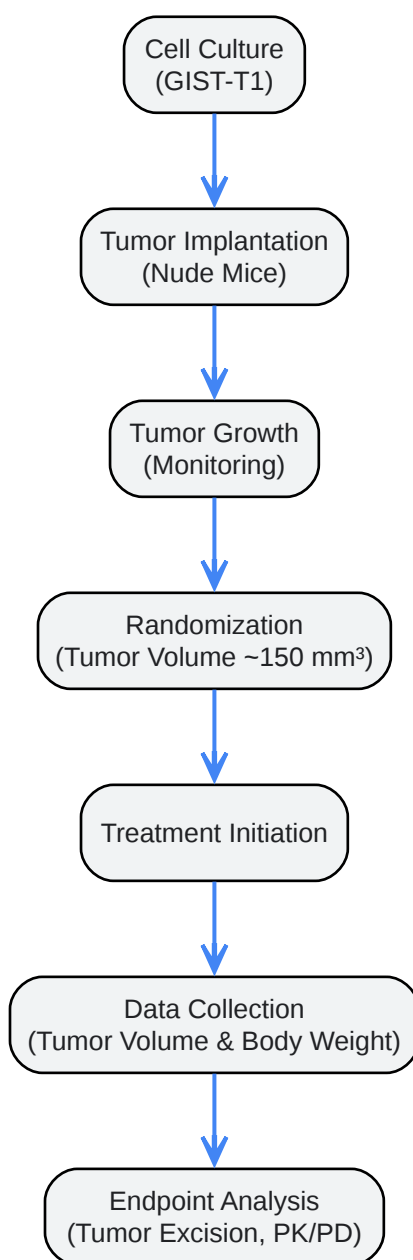 Cell Culture
(GIST-T1)
Tumor Implantation
(Nude Mice)
Tumor Growth
(Monitoring)
Randomization
(Tumor Volume ~150 mm³)
Treatment Initiation
Data Collection
(Tumor Volume & Body Weight)
Endpoint Analysis
(Tumor Excision, PK/PD)